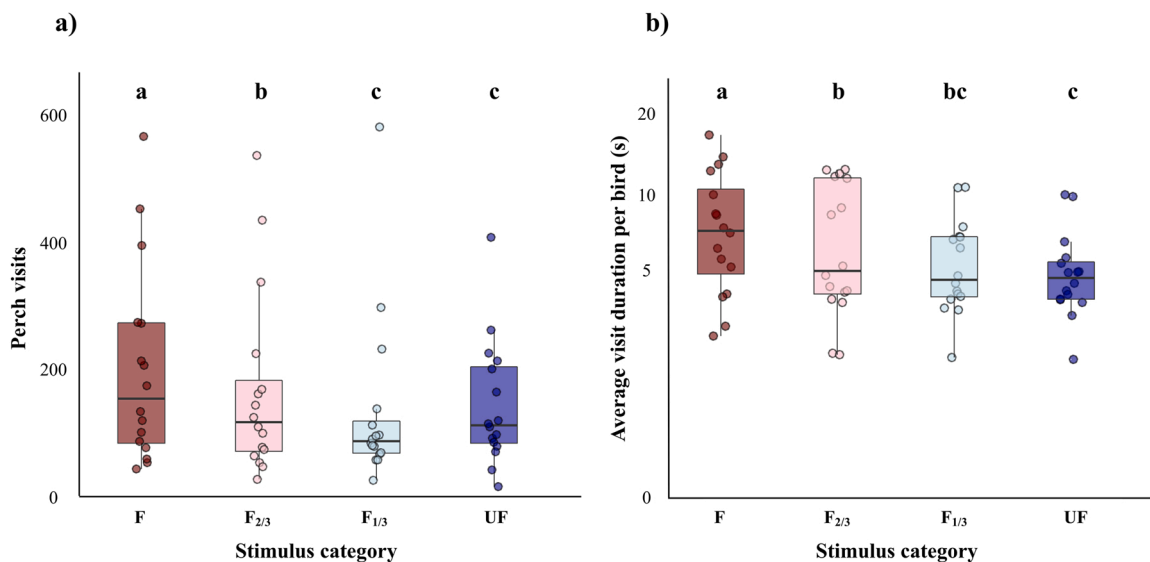 a)
a b c c
600
400
200
0
Perch visits
F F2/3 F1/3 UF
Stimulus category
b)
a b bc c
20
10
5
0
Average visit duration per bird (s)
F F2/3 F1/3 UF
Stimulus category